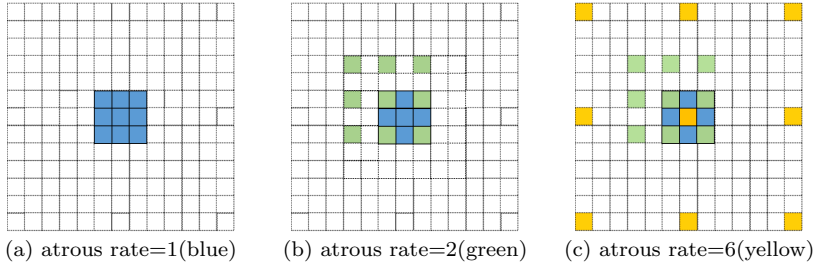 (a) atrous rate=1(blue)
(b) atrous rate=2(green)
(c) atrous rate=6(yellow)